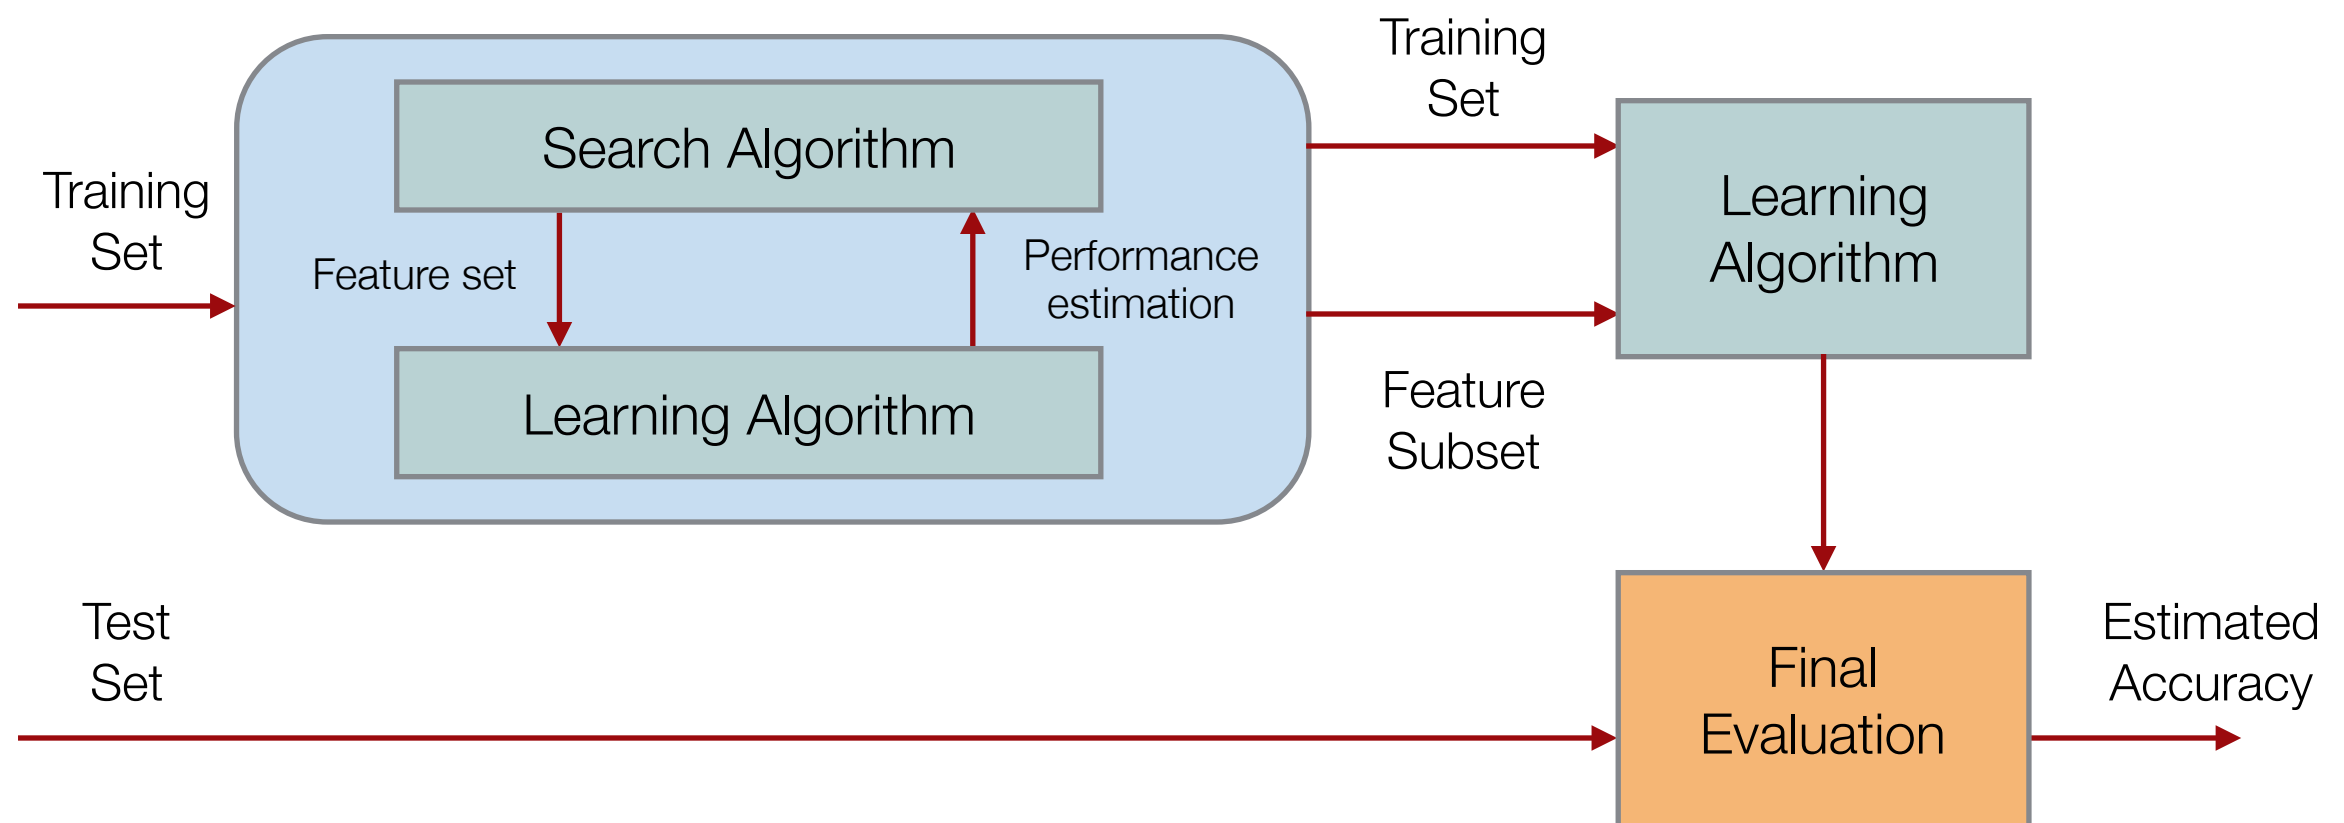 Training
Set
Search Algorithm
Feature set
Performance
estimation
Learning Algorithm
Training
Set
Feature
Subset
Learning
Algorithm
Test
Set
Final
Evaluation
Estimated
Accuracy